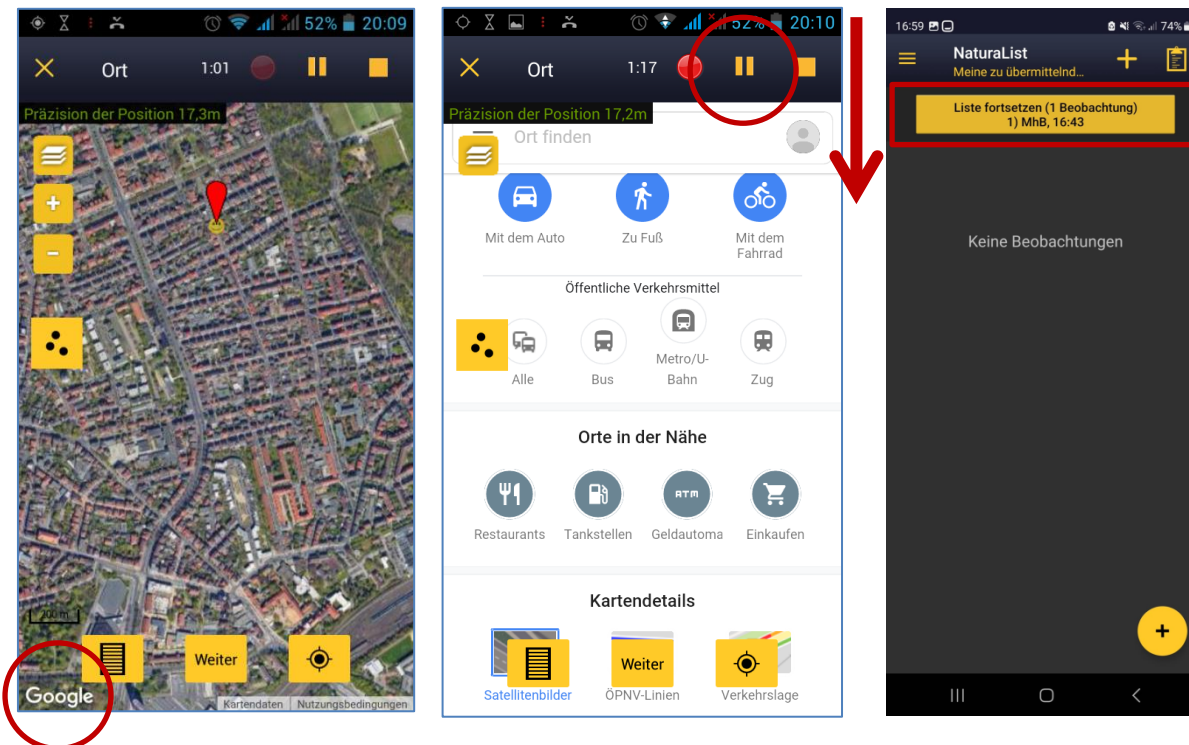 52% 20:09
Ort 1:01
Präzision der Position 17,3m
+
−
200 m
Weiter
Google
Kartendaten Nutzungsbedingungen
52% 20:10
Ort 1:17
Präzision der Position 17,2m
Ort finden
Mit dem Auto
Zu Fuß
Mit dem
Fahrrad
Öffentliche Verkehrsmittel
Alle
Bus
Metro/U-
Bahn
Zug
Orte in der Nähe
ATM
Restaurants
Tankstellen
Geldautoma
Einkaufen
Kartendetails
Weiter
Satellitenbilder
ÖPNV-Linien
Verkehrslage
16:59 74%
NaturaList
Meine zu übermittelnd...
Liste fortsetzen (1 Beobachtung)
1) MhB, 16:43
Keine Beobachtungen
+